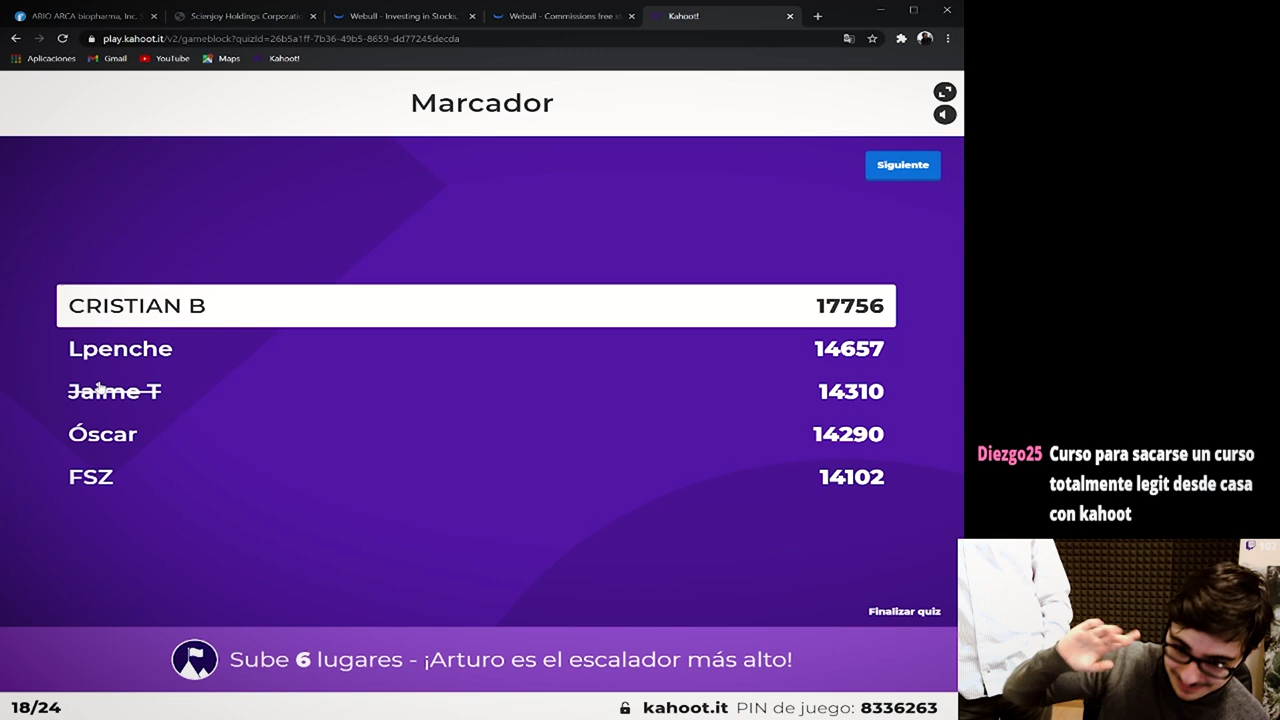 ARIO ARCA biopharma, Inc. S
Scienjoy Holdings Corporatio
Webull - Investing in Stocks,
Webull - Commissions free st
Kahoot!
play.kahoot.it/v2/gameblock?quizId=26b5a1ff-7b36-49b5-8659-dd77245decda
Aplicaciones
Gmail
YouTube
Maps
Kahoot!
Marcador
Siguiente
CRISTIAN B 17756
Lpenche 14657
Jaime T 14310
Óscar 14290
FSZ 14102
Finalizar quiz
Sube 6 lugares - ¡Arturo es el escalador más alto!
18/24
kahoot.it PIN de juego: 8336263
Diezgo25 Curso para sacarse un curso
totalmente legit desde casa
con kahoot